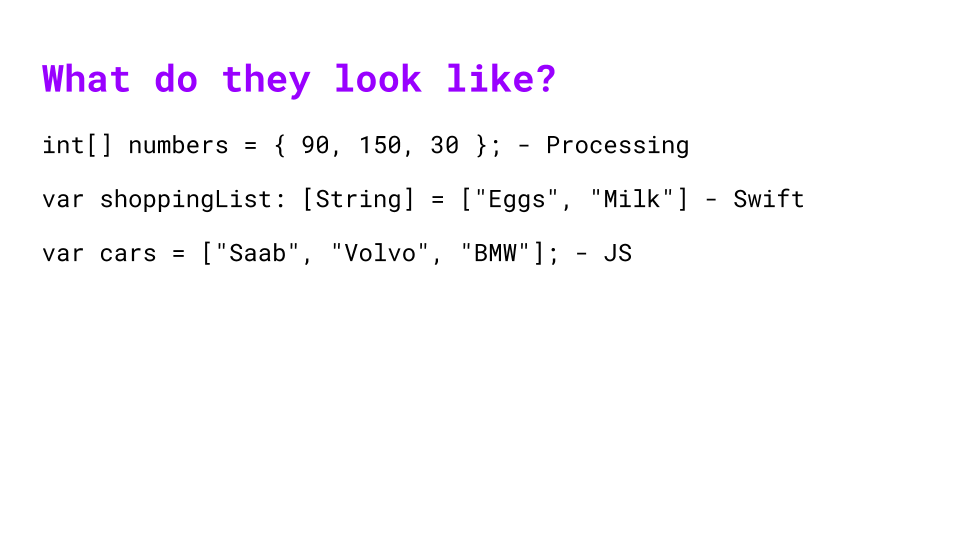 What do they look like?
int[] numbers = { 90, 150, 30 }; - Processing
var shoppingList: [String] = ["Eggs", "Milk"] - Swift
var cars = ["Saab", "Volvo", "BMW"]; - JS